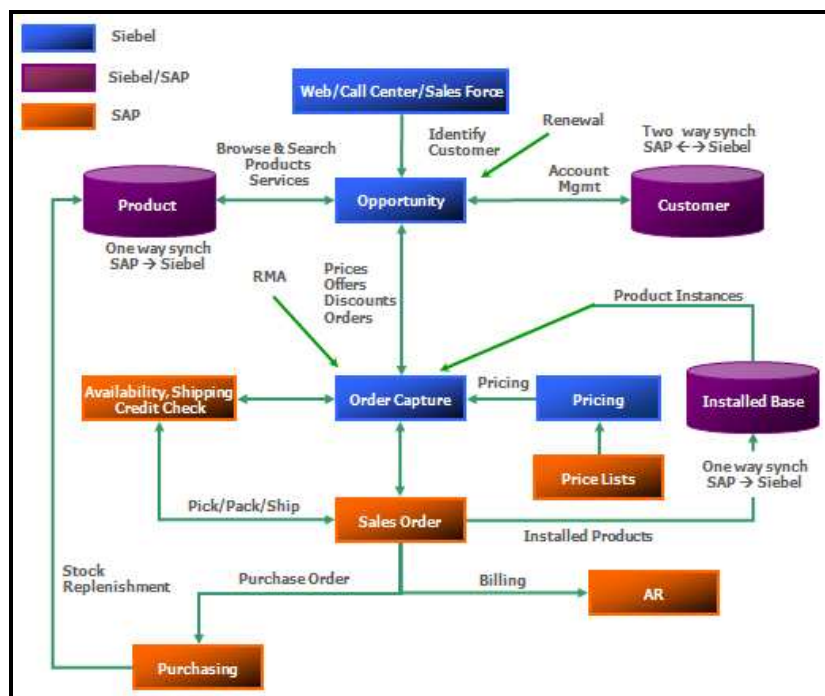 Siebel
Siebel/SAP
SAP
Web/Call Center/Sales Force
Identify
Customer
Renewal
Two way synch
SAP ←→ Siebel
Browse & Search
Products
Services
Account
Mgmt
Product
Opportunity
Customer
One way synch
SAP → Siebel
RMA
Prices
Offers
Discounts
Orders
Product Instances
Availability, Shipping
Credit Check
Order Capture
Pricing
Pricing
Installed Base
Price Lists
One way synch
SAP → Siebel
Pick/Pack/Ship
Sales Order
Installed Products
Stock
Replenishment
Purchase Order
Billing
AR
Purchasing